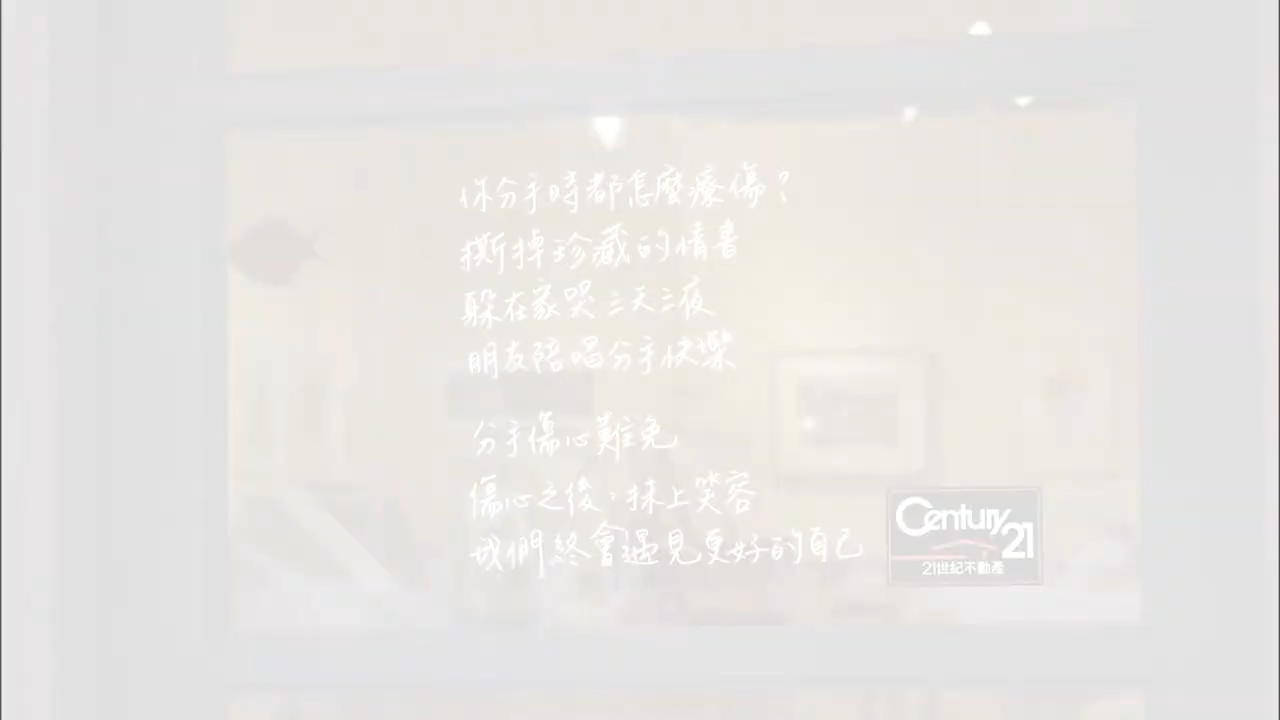 你分手時都怎麼療傷？
撕掉珍藏的情書
躲在家哭三天三夜
朋友陪唱分手快樂
分手傷心難免
傷心之後，抹上笑容
我們終會遇見更好的自己
Century 21
21世紀不動產